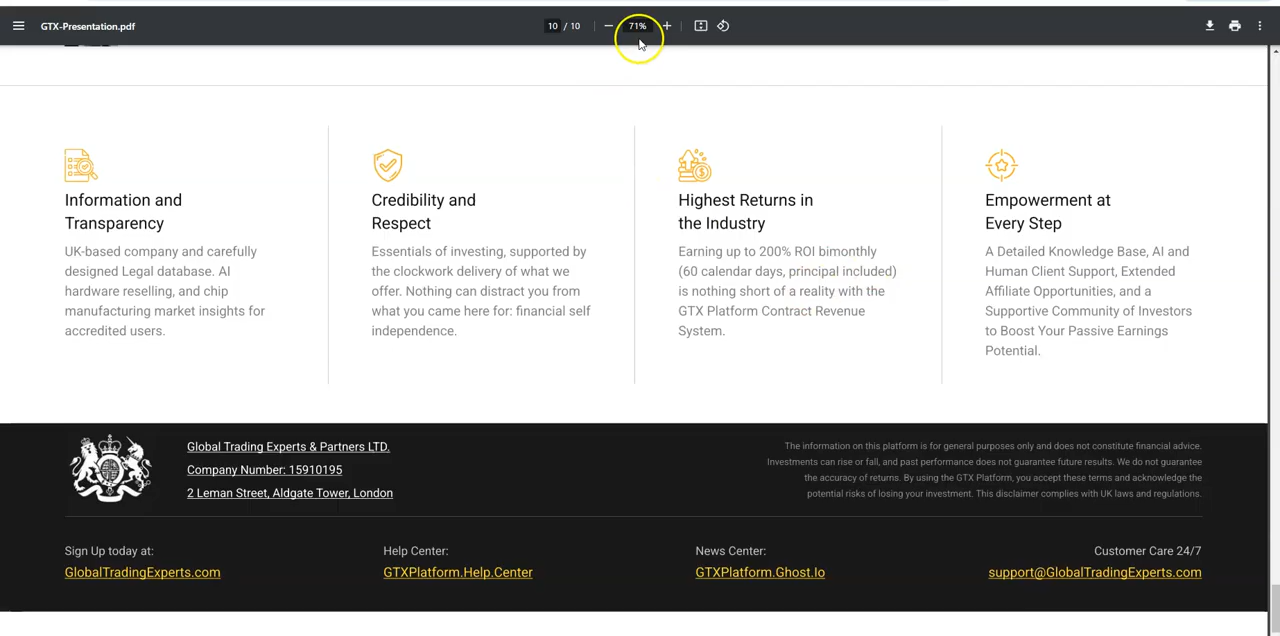 GTX-Presentation.pdf
10 / 10
71%
Information and
Transparency
UK-based company and carefully
designed Legal database. AI
hardware reselling, and chip
manufacturing market insights for
accredited users.
Credibility and
Respect
Essentials of investing, supported by
the clockwork delivery of what we
offer. Nothing can distract you from
what you came here for: financial self
independence.
Highest Returns in
the Industry
Earning up to 200% ROI bimonthly
(60 calendar days, principal included)
is nothing short of a reality with the
GTX Platform Contract Revenue
System.
Empowerment at
Every Step
A Detailed Knowledge Base, AI and
Human Client Support, Extended
Affiliate Opportunities, and a
Supportive Community of Investors
to Boost Your Passive Earnings
Potential.
Global Trading Experts & Partners LTD.
Company Number: 15910195
2 Leman Street, Aldgate Tower, London
The information on this platform is for general purposes only and does not constitute financial advice.
Investments can rise or fall, and past performance does not guarantee future results. We do not guarantee
the accuracy of returns. By using the GTX Platform, you accept these terms and acknowledge the
potential risks of losing your investment. This disclaimer complies with UK laws and regulations.
Sign Up today at:
GlobalTradingExperts.com
Help Center:
GTXPlatform.Help.Center
News Center:
GTXPlatform.Ghost.Io
Customer Care 24/7
support@GlobalTradingExperts.com